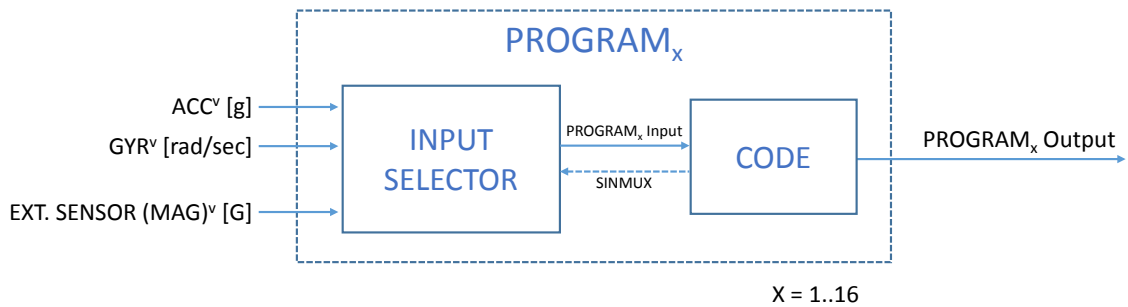 PROGRAMₓ
ACCᵛ [g]
GYRᵛ [rad/sec]
EXT. SENSOR (MAG)ᵛ [G]
INPUT
SELECTOR
PROGRAMₓ Input
SINMUX
CODE
PROGRAMₓ Output
X = 1..16